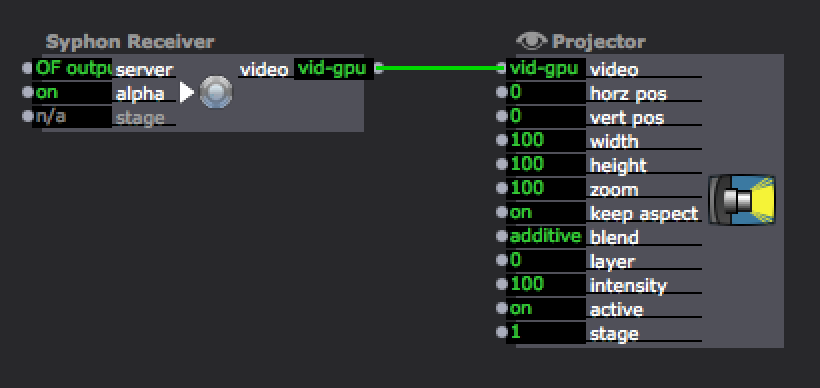 Syphon Receiver
OF outpu server video vid-gpu
on alpha
n/a stage
Projector
vid-gpu video
0 horz pos
0 vert pos
100 width
100 height
100 zoom
on keep aspect
additive blend
0 layer
100 intensity
on active
1 stage